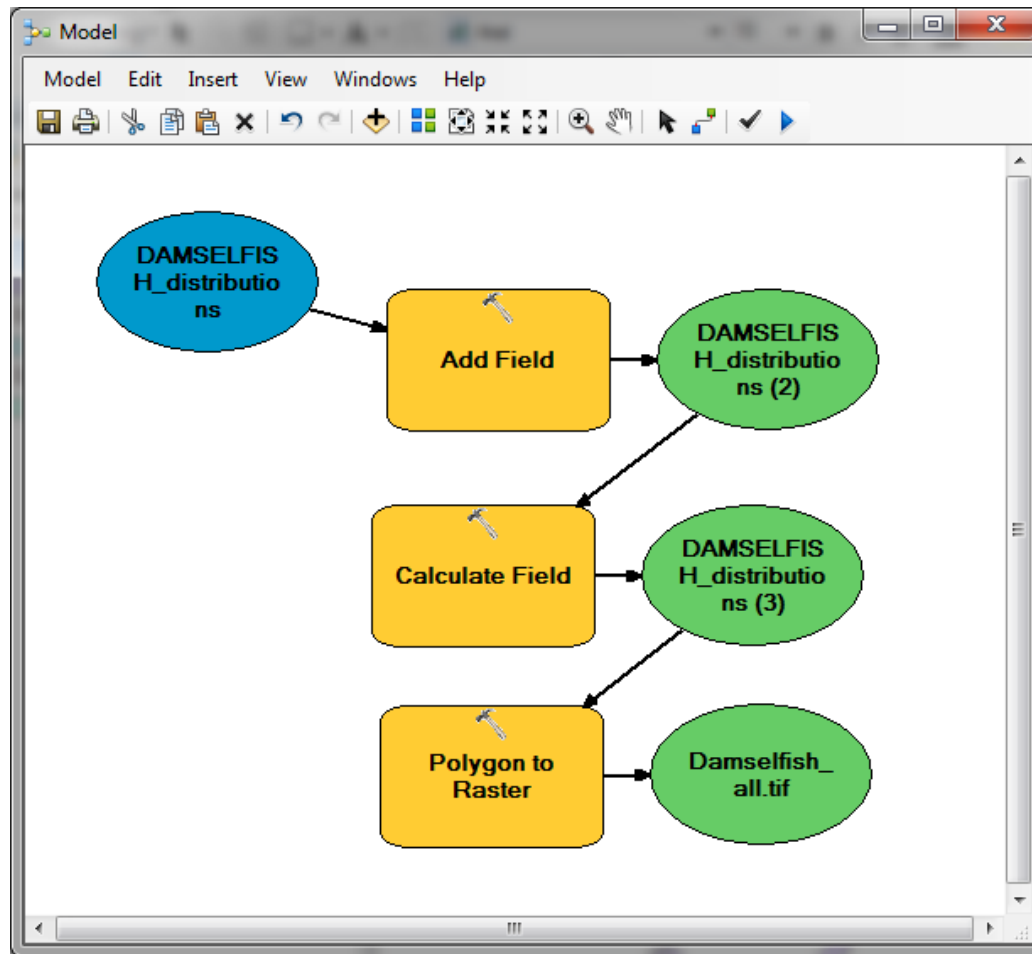 Model
Model Edit Insert View Windows Help
DAMSELFIS
H_distributio
ns
Add Field
DAMSELFIS
H_distributio
ns (2)
Calculate Field
DAMSELFIS
H_distributio
ns (3)
Polygon to
Raster
Damselfish_
all.tif